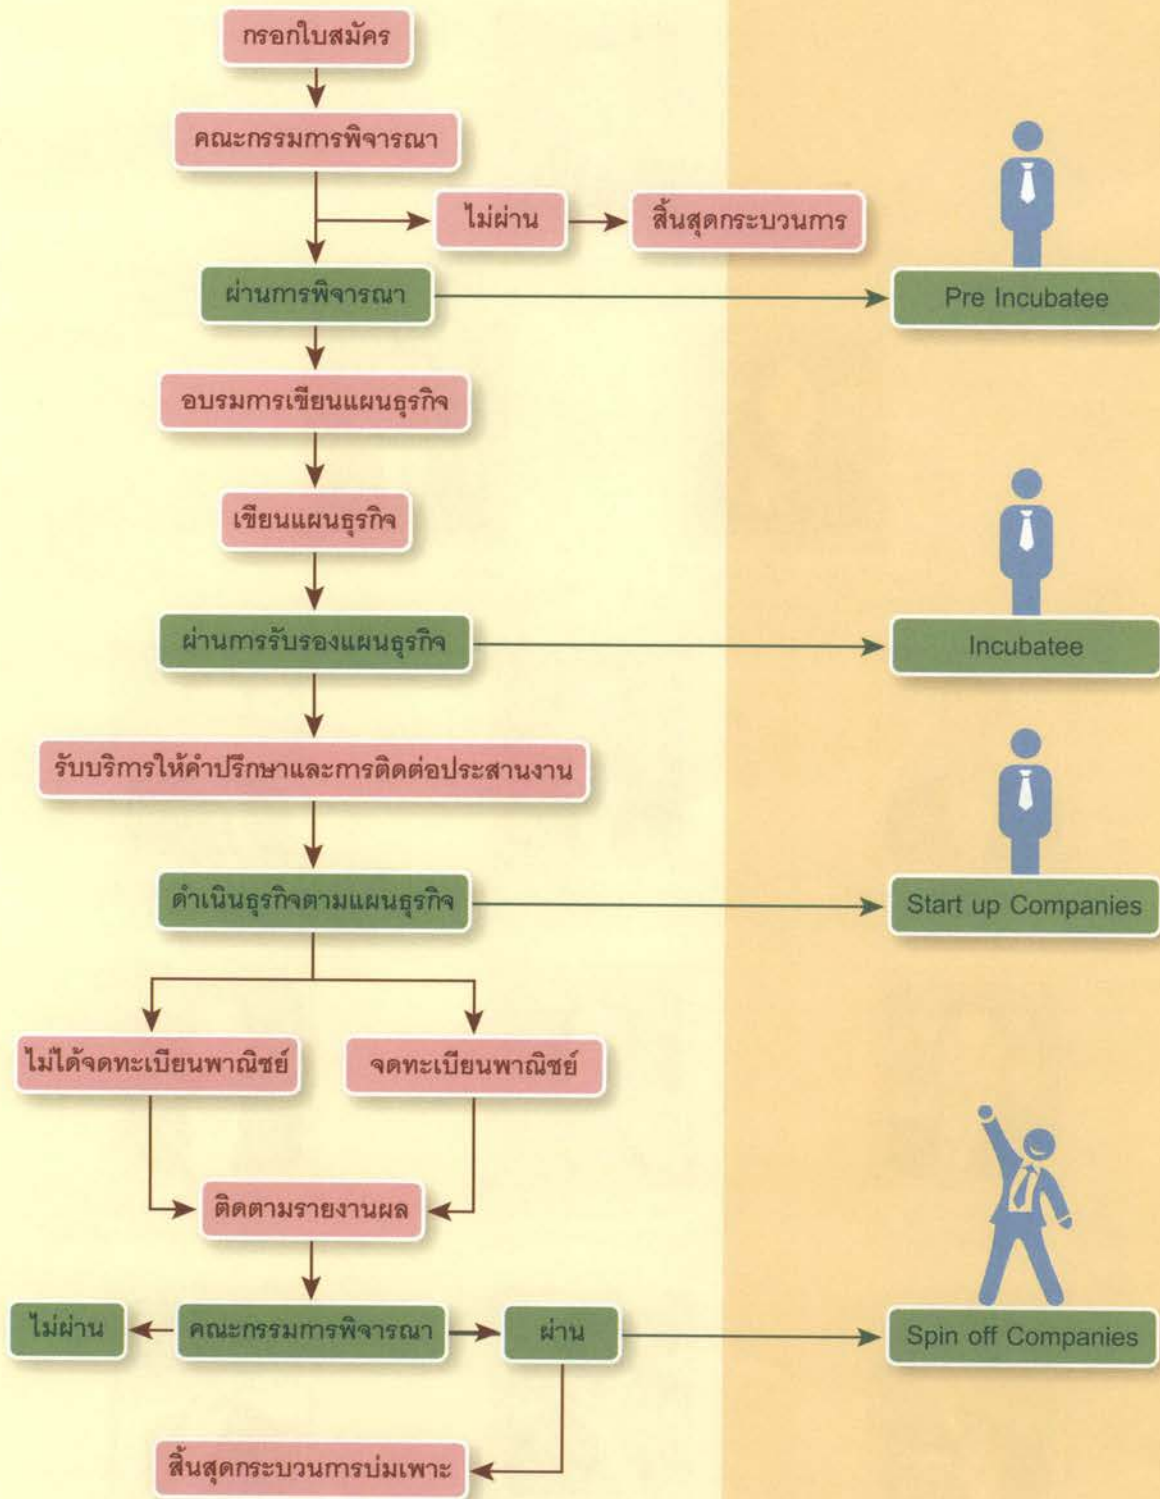 กรอกใบสมัคร
คณะกรรมการพิจารณา
ไม่ผ่าน
สิ้นสุดกระบวนการ
ผ่านการพิจารณา
Pre Incubatee
อบรมการเขียนแผนธุรกิจ
เขียนแผนธุรกิจ
ผ่านการรับรองแผนธุรกิจ
Incubatee
รับบริการให้คำปรึกษาและการติดต่อประสานงาน
ดำเนินธุรกิจตามแผนธุรกิจ
Start up Companies
ไม่ได้จดทะเบียนพาณิชย์
จดทะเบียนพาณิชย์
ติดตามรายงานผล
ไม่ผ่าน
คณะกรรมการพิจารณา
ผ่าน
Spin off Companies
สิ้นสุดกระบวนการบ่มเพาะ